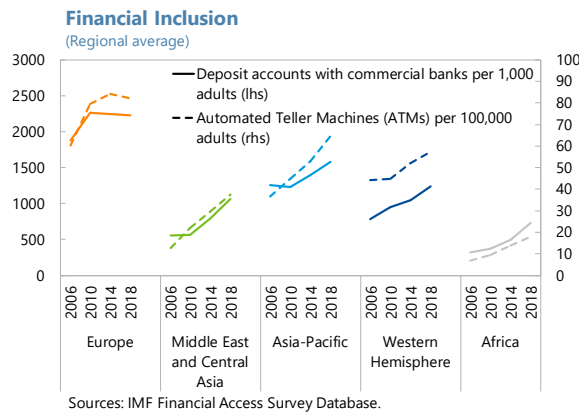 Financial Inclusion
(Regional average)
3000
2500
2000
1500
1000
500
0
100
90
80
70
60
50
40
30
20
10
0
Deposit accounts with commercial banks per 1,000
adults (lhs)
Automated Teller Machines (ATMs) per 100,000
adults (rhs)
2006
2010
2014
2018
2006
2010
2014
2018
2006
2010
2014
2018
2006
2010
2014
2018
2006
2010
2014
2018
Europe
Middle East
and Central
Asia
Asia-Pacific
Western
Hemisphere
Africa
Sources: IMF Financial Access Survey Database.